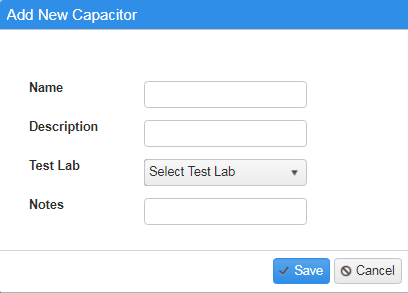 Add New Capacitor
Name
Description
Test Lab Select Test Lab
Notes
Save Cancel